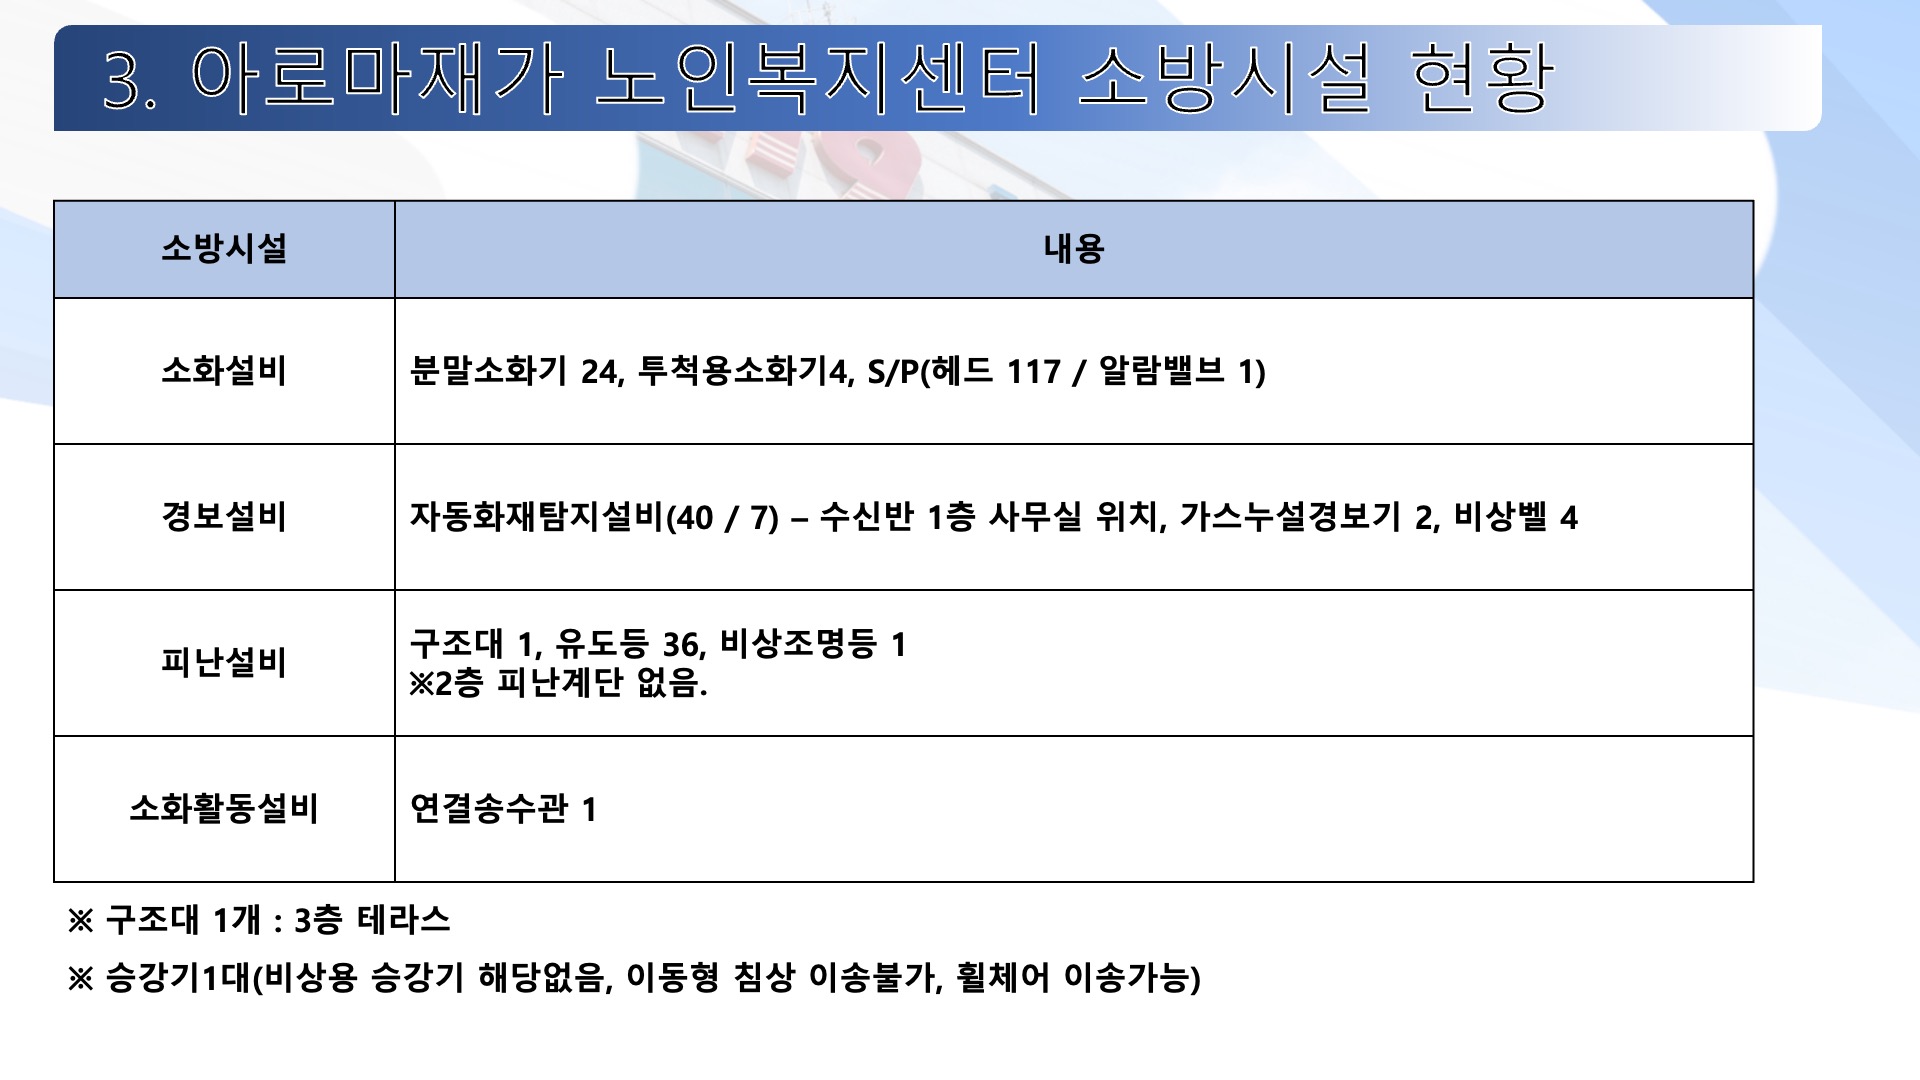 3. 아로마재가 노인복지센터 소방시설 현황
소방시설
내용
소화설비
분말소화기 24, 투척용소화기4, S/P(헤드 117 / 알람밸브 1)
경보설비
자동화재탐지설비(40 / 7) – 수신반 1층 사무실 위치, 가스누설경보기 2, 비상벨 4
피난설비
구조대 1, 유도등 36, 비상조명등 1
※2층 피난계단 없음.
소화활동설비
연결송수관 1
※ 구조대 1개 : 3층 테라스
※ 승강기1대(비상용 승강기 해당없음, 이동형 침상 이송불가, 휠체어 이송가능)